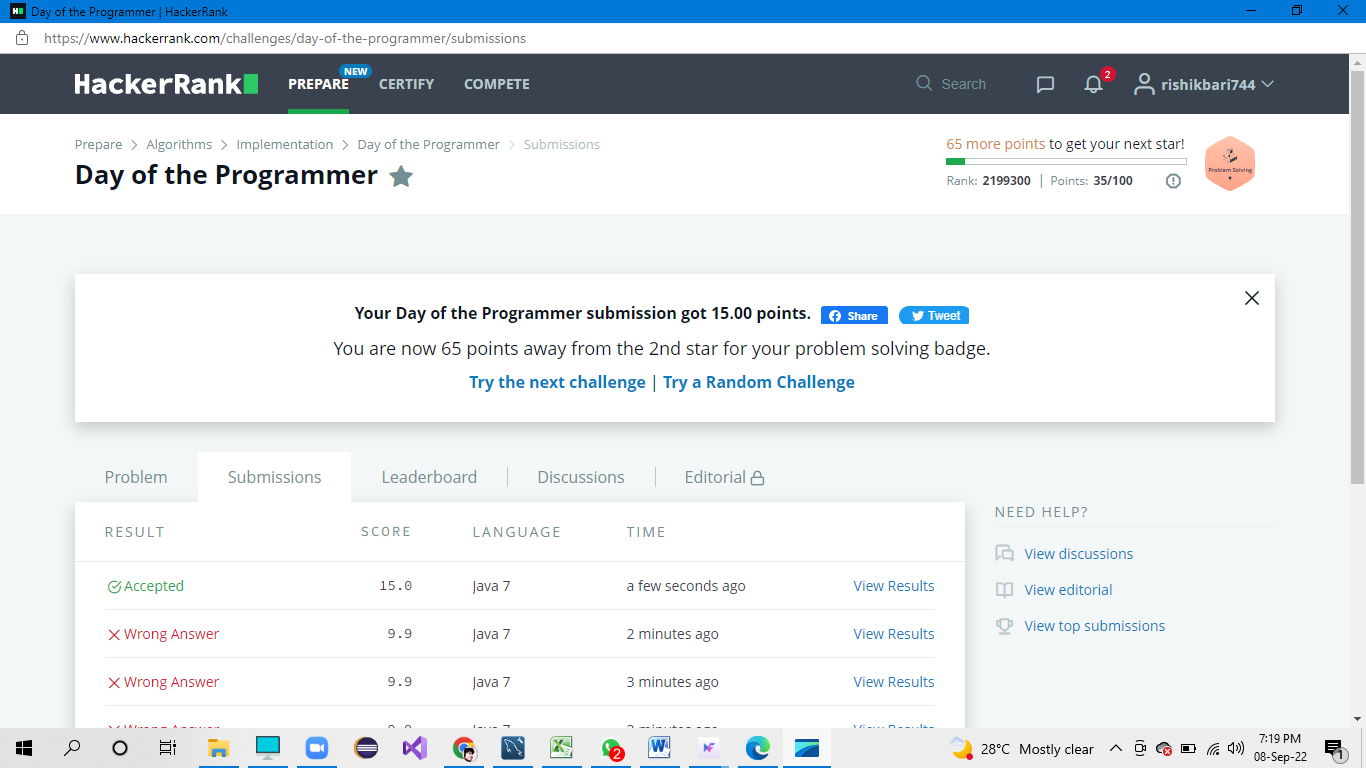 Day of the Programmer | HackerRank
https://www.hackerrank.com/challenges/day-of-the-programmer/submissions
HackerRank PREPARE NEW CERTIFY COMPETE Search 2 rishikbari744
Prepare > Algorithms > Implementation > Day of the Programmer > Submissions
65 more points to get your next star!
Day of the Programmer
Rank: 2199300 | Points: 35/100
Problem Solving
Your Day of the Programmer submission got 15.00 points. Share Tweet
You are now 65 points away from the 2nd star for your problem solving badge.
Try the next challenge | Try a Random Challenge
Problem Submissions Leaderboard Discussions Editorial
RESULT SCORE LANGUAGE TIME
Accepted 15.0 Java 7 a few seconds ago View Results
Wrong Answer 9.9 Java 7 2 minutes ago View Results
Wrong Answer 9.9 Java 7 3 minutes ago View Results
NEED HELP?
View discussions
View editorial
View top submissions
2
28°C Mostly clear
7:19 PM
08-Sep-22
1